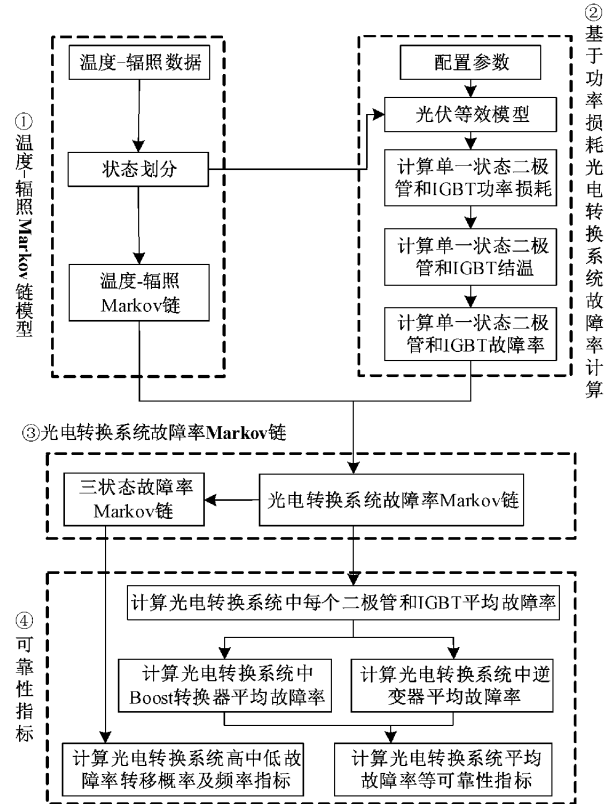 ①温度-辐照Markov链模型
温度-辐照数据
状态划分
温度-辐照
Markov链
②基于功率损耗光电转换系统故障率计算
配置参数
光伏等效模型
计算单一状态二极
管和IGBT功率损耗
计算单一状态二极
管和IGBT结温
计算单一状态二极
管和IGBT故障率
③光电转换系统故障率Markov链
三状态故障率
Markov链
光电转换系统故障率Markov链
④可靠性指标
计算光电转换系统中每个二极管和IGBT平均故障率
计算光电转换系统中
Boost转换器平均故障率
计算光电转换系统中逆
变器平均故障率
计算光电转换系统高中低故
障率转移概率及频率指标
计算光电转换系统平均
故障率等可靠性指标